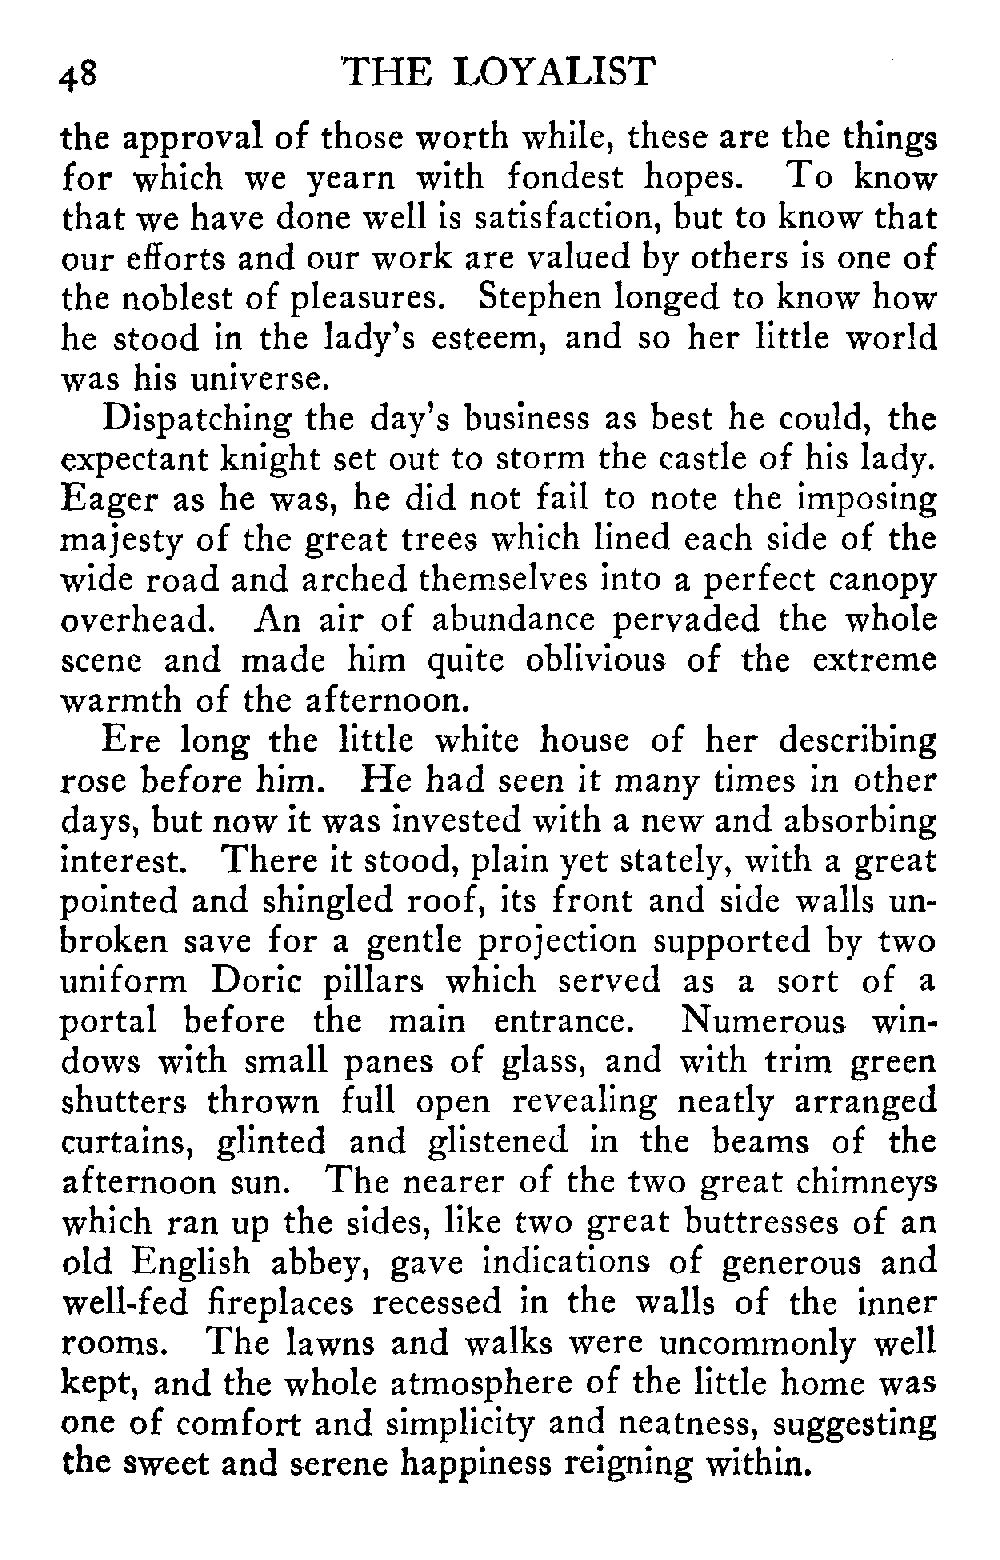 48 THE LOYALIST
the approval of those worth while, these are the things
for which we yearn with fondest hopes. To know
that we have done well is satisfaction, but to know that
our efforts and our work are valued by others is one of
the noblest of pleasures. Stephen longed to know how
he stood in the lady's esteem, and so her little world
was his universe.
Dispatching the day's business as best he could, the
expectant knight set out to storm the castle of his lady.
Eager as he was, he did not fail to note the imposing
majesty of the great trees which lined each side of the
wide road and arched themselves into a perfect canopy
overhead. An air of abundance pervaded the whole
scene and made him quite oblivious of the extreme
warmth of the afternoon.
Ere long the little white house of her describing
rose before him. He had seen it many times in other
days, but now it was invested with a new and absorbing
interest. There it stood, plain yet stately, with a great
pointed and shingled roof, its front and side walls un-
broken save for a gentle projection supported by two
uniform Doric pillars which served as a sort of a
portal before the main entrance. Numerous win-
dows with small panes of glass, and with trim green
shutters thrown full open revealing neatly arranged
curtains, glinted and glistened in the beams of the
afternoon sun. The nearer of the two great chimneys
which ran up the sides, like two great buttresses of an
old English abbey, gave indications of generous and
well-fed fireplaces recessed in the walls of the inner
rooms. The lawns and walks were uncommonly well
kept, and the whole atmosphere of the little home was
one of comfort and simplicity and neatness, suggesting
the sweet and serene happiness reigning within.